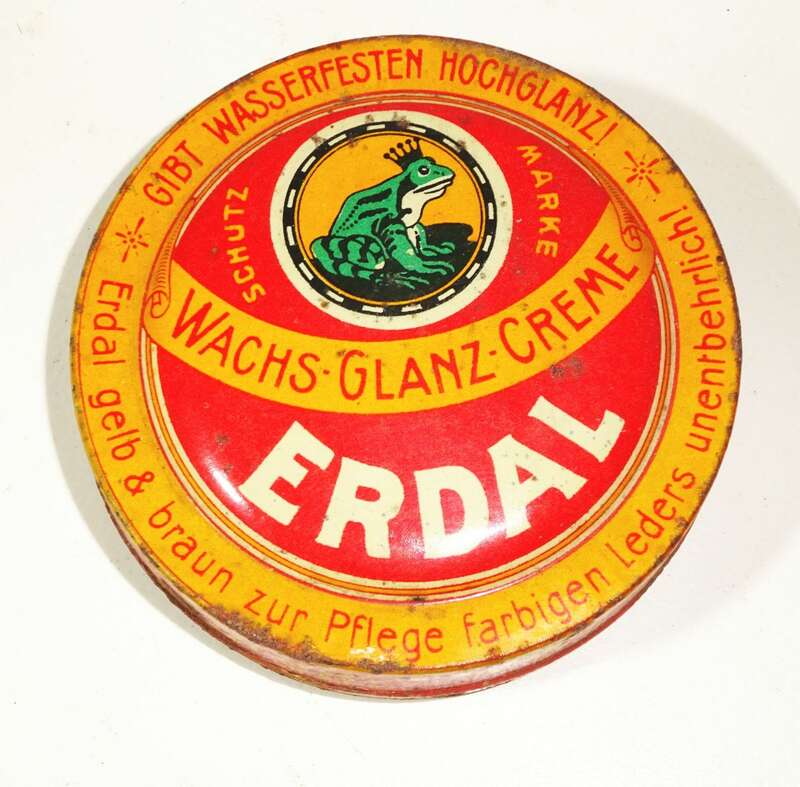 GIBT WASSERFESTEN HOCHGLANZ!
SCHUTZ MARKE
WACHS-GLANZ-CREME
ERDAL
Erdal gelb & braun zur Pflege farbigen Leders unentbehrlich!